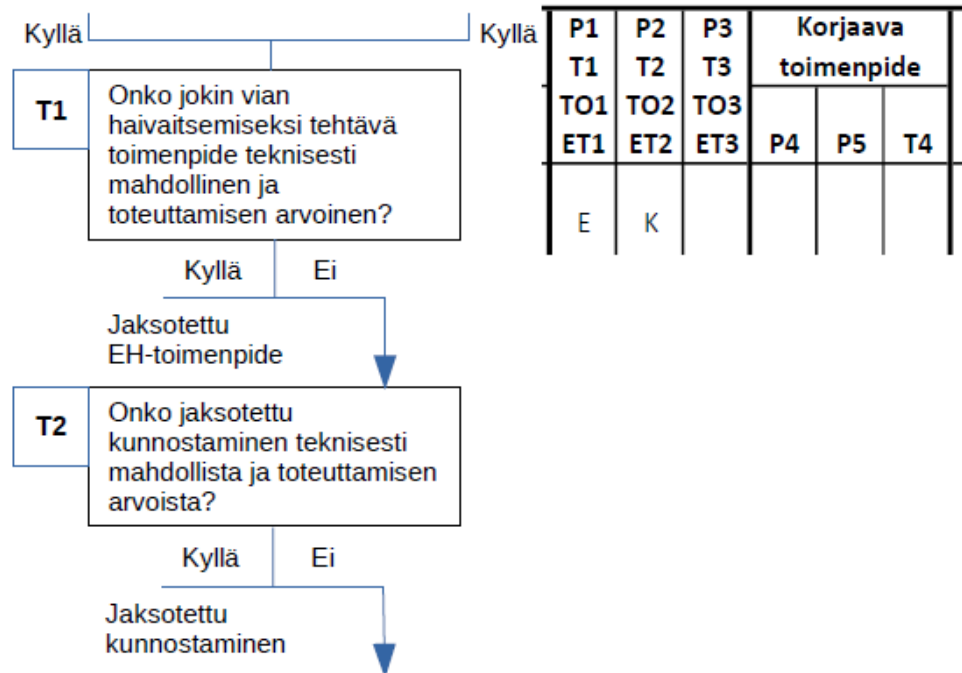 Kyllä
Kyllä
T1
Onko jokin vian
haivaitsemiseksi tehtävä
toimenpide teknisesti
mahdollinen ja
toteuttamisen arvoinen?
Kyllä
Ei
Jaksotettu
EH-toimenpide
T2
Onko jaksotettu
kunnostaminen teknisesti
mahdollista ja toteuttamisen
arvoista?
Kyllä
Ei
Jaksotettu
kunnostaminen
P1 P2 P3 Korjaava
T1 T2 T3 toimenpide
TO1 TO2 TO3
ET1 ET2 ET3 P4 P5 T4
E K